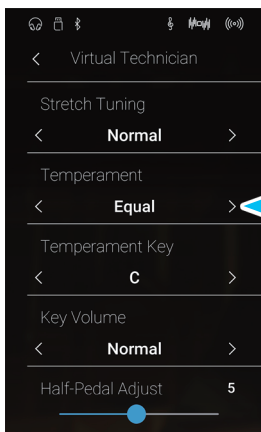 Virtual Technician
Stretch Tuning
Normal
Temperament
Equal
Temperament Key
C
Key Volume
Normal
Half-Pedal Adjust 5